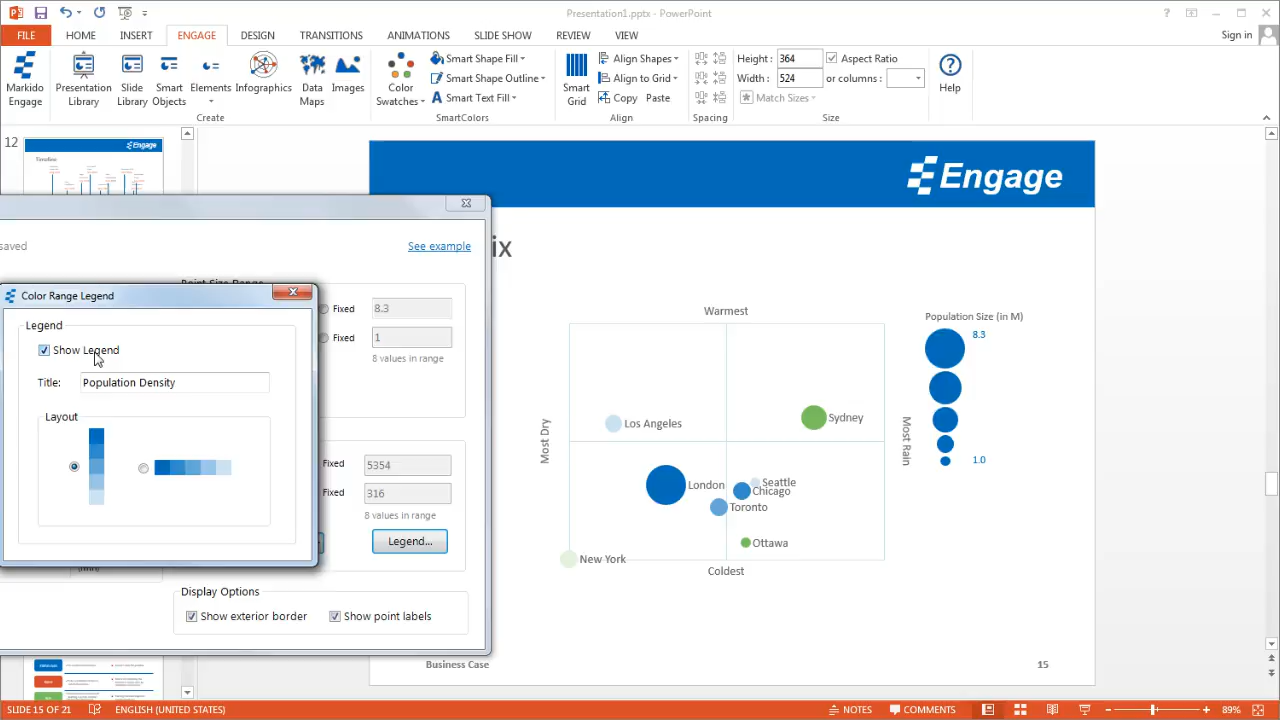 Presentation1.pptx - PowerPoint
FILE HOME INSERT ENGAGE DESIGN TRANSITIONS ANIMATIONS SLIDE SHOW REVIEW VIEW Sign in
Markido Engage
Presentation Library
Slide Library
Smart Objects
Elements
Infographics
Data Maps
Images
Create
Color Swatches
Smart Shape Fill
Smart Shape Outline
Smart Text Fill
SmartColors
Smart Grid
Align Shapes
Align to Grid
Copy Paste
Align
Spacing
Height: 364 Aspect Ratio
Width: 524 or columns:
Match Sizes
Size
Help
12
Engage
Timeline
Engage
ix
saved
See example
Point Size Range
Fixed 8.3
Fixed 1
8 values in range
Color Range Legend
Legend
Show Legend
Title: Population Density
Layout
Fixed 5354
Fixed 316
8 values in range
Legend...
Display Options
Show exterior border
Show point labels
Warmest
Most Dry
Most Rain
Coldest
Los Angeles
Sydney
London
Seattle
Chicago
Toronto
Ottawa
New York
Population Size (in M)
8.3
1.0
Business Case
15
SLIDE 15 OF 21 ENGLISH (UNITED STATES) NOTES COMMENTS 89%